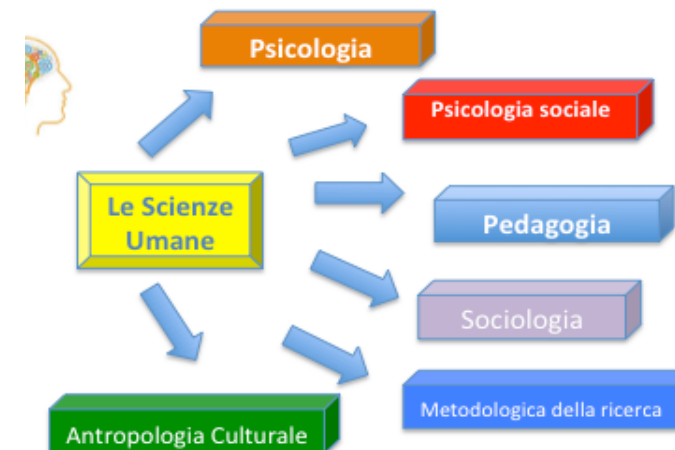 Psicologia
Psicologia sociale
Le Scienze
Umane
Pedagogia
Sociologia
Metodologica della ricerca
Antropologia Culturale